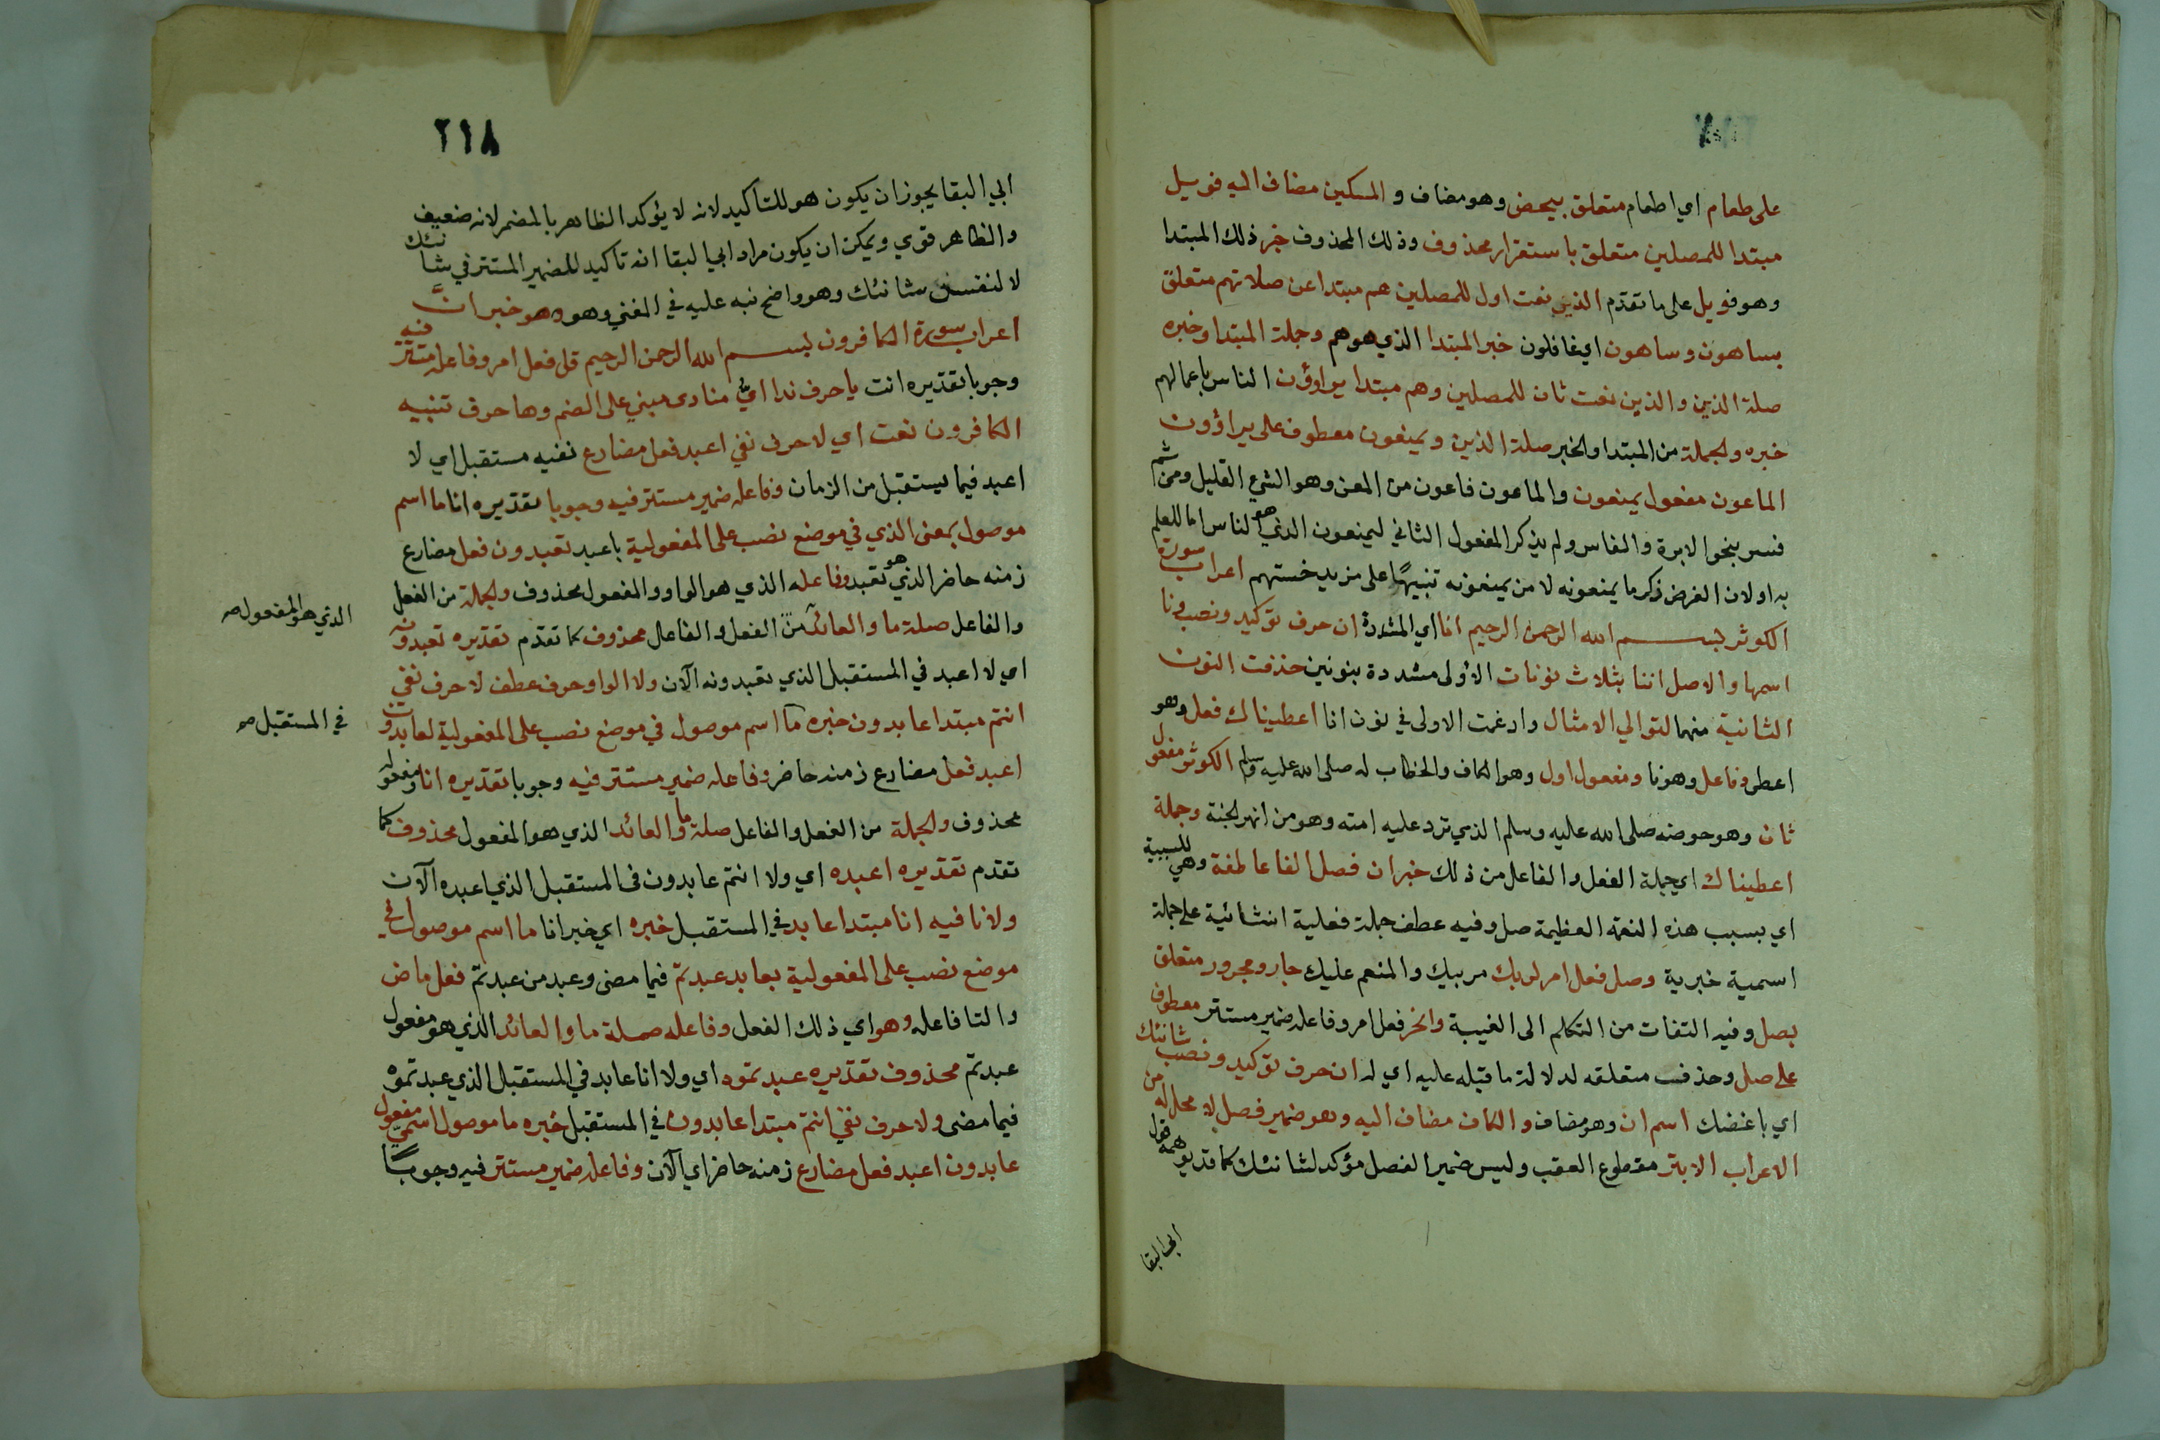 على طعام اي اطعام متعلق بيحض وهو مضاف و المسكين مضاف اليه فويل
مبتدا للمصلين متعلق باستقرار محذوف وذلك المحذوف خبر ذلك المبتدا
وهو فويل على ما تقدم الذين نعت اول للمصلين هم مبتدا عن صلاتهم متعلق
بساهون وساهون اي غافلون خبر المبتدا الذي هو هم وجملة المبتدا وخبره
صلة الذين والذين نعت ثان للمصلين وهم مبتدا يراؤن الناس باعمالهم
خبره والجملة من المبتدا والخبر صلة الذين ويمنعون معطوف على يراؤون
الماعون مفعول يمنعون والماعون فاعون من المعن وهو الشي القليل ومن ثم
فسر بنحو الابرة والفاس ولم يذكر المفعول الثاني ليمنعون الذي هو الناس اما للعلم
به او لان الغرض ذكر ما يمنعونه لا من يمنعونه تنبيها على مزيد خستهم اعراب سورة
الكوثر بسم الله الرحمن الرحيم انا اي المشددة ان حرف توكيد ونصب ونا
اسمها والاصل اننا بثلاث نونات الاولى مشددة بنونين حذفت النون
الثانية منهما لتوالي الامثال وادغمت الاولى في نون انا اعطيناك فعل وهو
اعطى وفاعل وهو نا ومفعول اول وهو الكاف والخطاب له صلى الله عليه وسلم الكوثر مفعول
ثان وهو حوضه صلى الله عليه وسلم الذي ترد عليه امته وهو من انهر الجنة وجملة
اعطيناك اي جملة الفعل والفاعل من ذلك خبر ان فصل الفا عاطفة وهي للسببية
اي بسبب هذه النعمة العظيمة صل وفيه عطف جملة فعلية انشائية على جملة
اسمية خبرية وصل فعل امر لربك مربيك والمنعم عليك جار ومجرور متعلق
بصل وفيه التفات من التكلم الى الغيبة وانحر فعل امر وفاعله ضمير مستتر معطوف
على صل وحذف متعلقه لدلالة ما قبله عليه اي له ان حرف توكيد ونصب شانئك
اي باغضك اسم ان وهو مضاف والكاف مضاف اليه وهو ضمير فصل لا محل له من
الاعراب الابتر مقطوع العقب وليس ضمير الفصل مؤكد لشانئك كما قد يوهمه قول
ابي البقا
٢١٨
ابي البقا يجوز ان يكون هو للتاكيد لانه لا يؤكد الظاهر بالمضمر لانه ضعيف
والظاهر قوي ويمكن ان يكون مراد ابي البقا انه تاكيد للضمير المستتر في شانئك
لا لنفس شانئك وهو واضح نبه عليه في المغني وهو وهو خبر ان
اعراب سورة الكافرون بسم الله الرحمن الرحيم قل فعل امر وفاعله مستتر فيه
وجوبا تقديره انت يا حرف ندا اي منادى مبني على الضم وها حرف تنبيه
الكافرون نعت اي لا حرف نفي اعبد فعل مضارع نفيه مستقبل اي لا
اعبد فيما يستقبل من الزمان وفاعله ضمير مستتر فيه وجوبا تقديره انا ما اسم
موصول بمعنى الذي في موضع نصب على المفعولية باعبد تعبدون فعل مضارع
زمنه حاضر الذي هو تعبد وفاعله الذي هو الواو والمفعول محذوف والجملة من الفعل
والفاعل صلة ما والعائد من الفعل والفاعل محذوف كما تقدم تقديره تعبدونه
الذي هو المفعول صح
اي لا اعبد في المستقبل الذي تعبدونه الآن ولا الواو حرف عطف لا حرف نفي
انتم مبتدا عابدون خبره ما اسم موصول في موضع نصب على المفعولية لعابدون
في المستقبل صح
اعبد فعل مضارع زمنه حاضر وفاعله ضمير مستتر فيه وجوبا تقديره انا ومفعوله
محذوف والجملة من الفعل والفاعل صلة ما والعائد الذي هو المفعول محذوف كما
تقدم تقديره اعبده اي ولا انتم عابدون في المستقبل الذي اعبده الآن
ولا نافيه انا مبتدا عابد في المستقبل خبره اي خبر انا ما اسم موصول في
موضع نصب على المفعولية بعابد عبدتم فيما مضى وعبد من عبدتم فعل ماض
والتا فاعله وهو اي ذلك الفعل وفاعله صلة ما والعائد الذي هو مفعول
عبدتم محذوف تقديره عبدتموه اي ولا انا عابد في المستقبل الذي عبدتموه
فيما مضى ولا حرف نفي انتم مبتدا عابدون في المستقبل خبره ما موصول اسمي مفعول
عابدون اعبد فعل مضارع زمنه حاضر اي الآن وفاعله ضمير مستتر فيه وجوبا